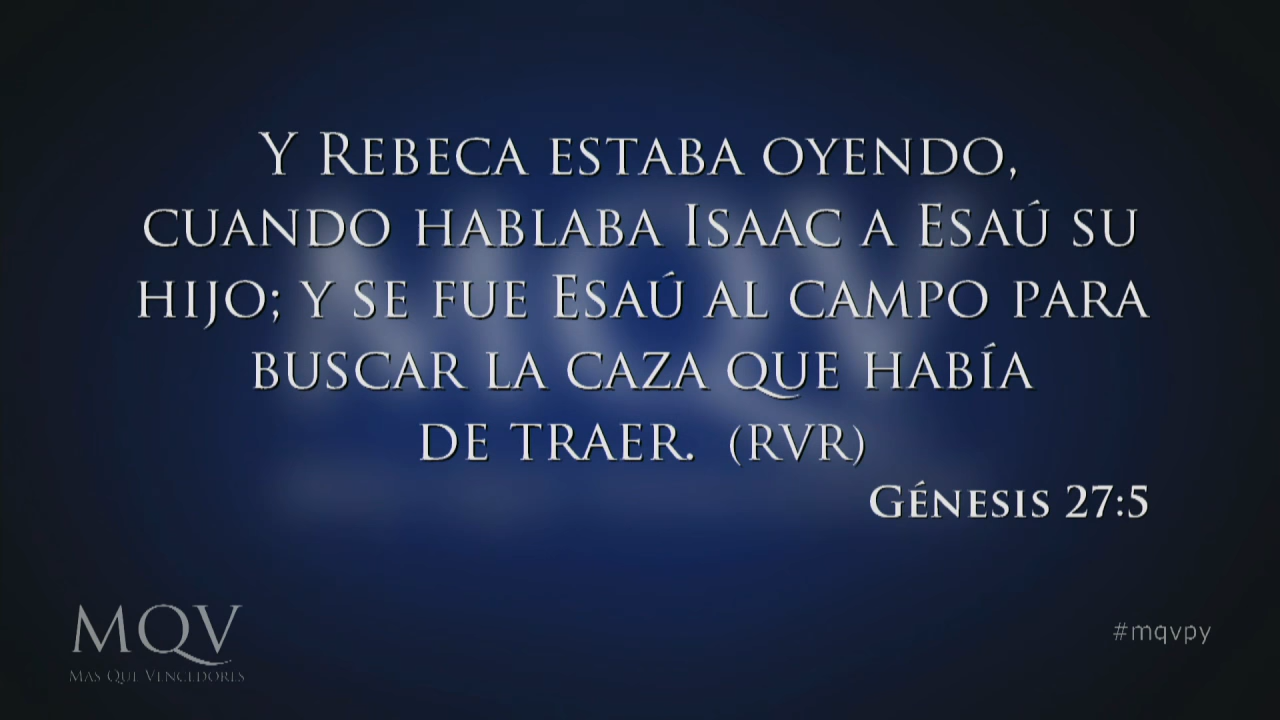 Y Rebeca estaba oyendo,
cuando hablaba Isaac a Esaú su
hijo; y se fue Esaú al campo para
buscar la caza que había
de traer. (RVR)
Génesis 27:5
MQV
Mas Que Vencedores
#mqvpy